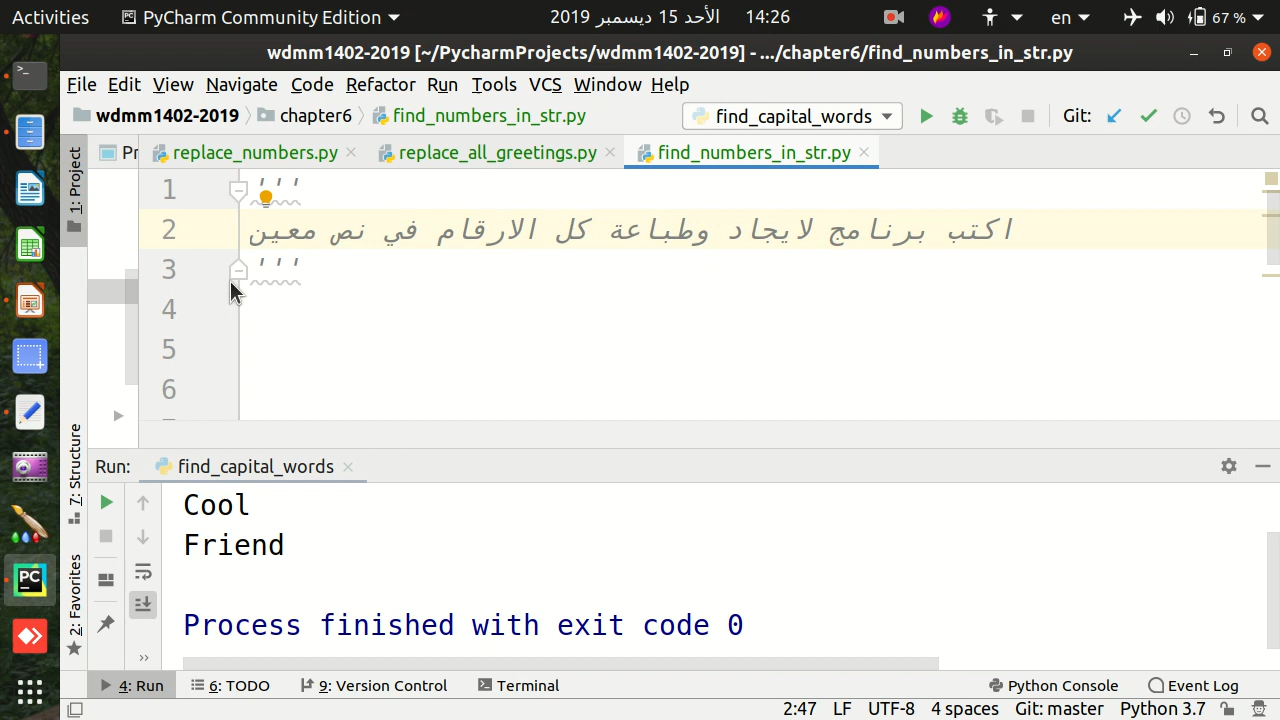 Activities PyCharm Community Edition 2019 الأحد 15 ديسمبر 14:26 en 67 %
wdmm1402-2019 [~/PycharmProjects/wdmm1402-2019] - .../chapter6/find_numbers_in_str.py
File Edit View Navigate Code Refactor Run Tools VCS Window Help
wdmm1402-2019 chapter6 find_numbers_in_str.py find_capital_words Git:
1: Project
Pr replace_numbers.py replace_all_greetings.py find_numbers_in_str.py
1 '''
2 اكتب برنامج لايجاد وطباعة كل الارقام في نص معين
3 '''
4
5
6
7: Structure
2: Favorites
Run: find_capital_words
Cool
Friend
Process finished with exit code 0
PC
4: Run 6: TODO 9: Version Control Terminal Python Console Event Log
2:47 LF UTF-8 4 spaces Git: master Python 3.7